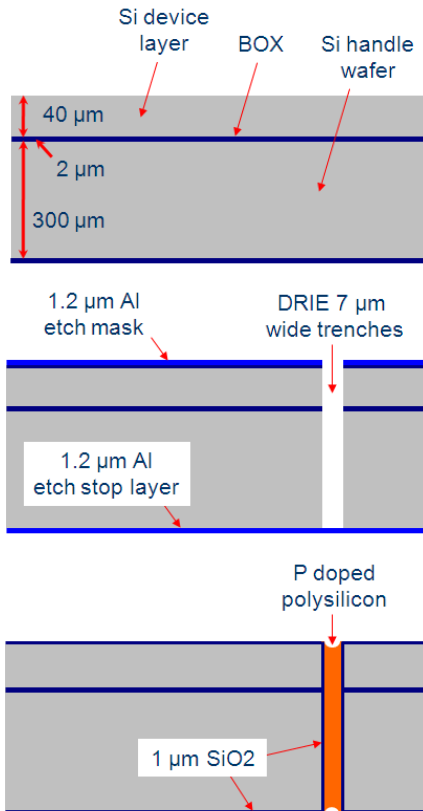 Si device
layer
BOX
Si handle
wafer
40 µm
2 µm
300 µm
1.2 µm Al
etch mask
DRIE 7 µm
wide trenches
1.2 µm Al
etch stop layer
P doped
polysilicon
1 µm SiO2